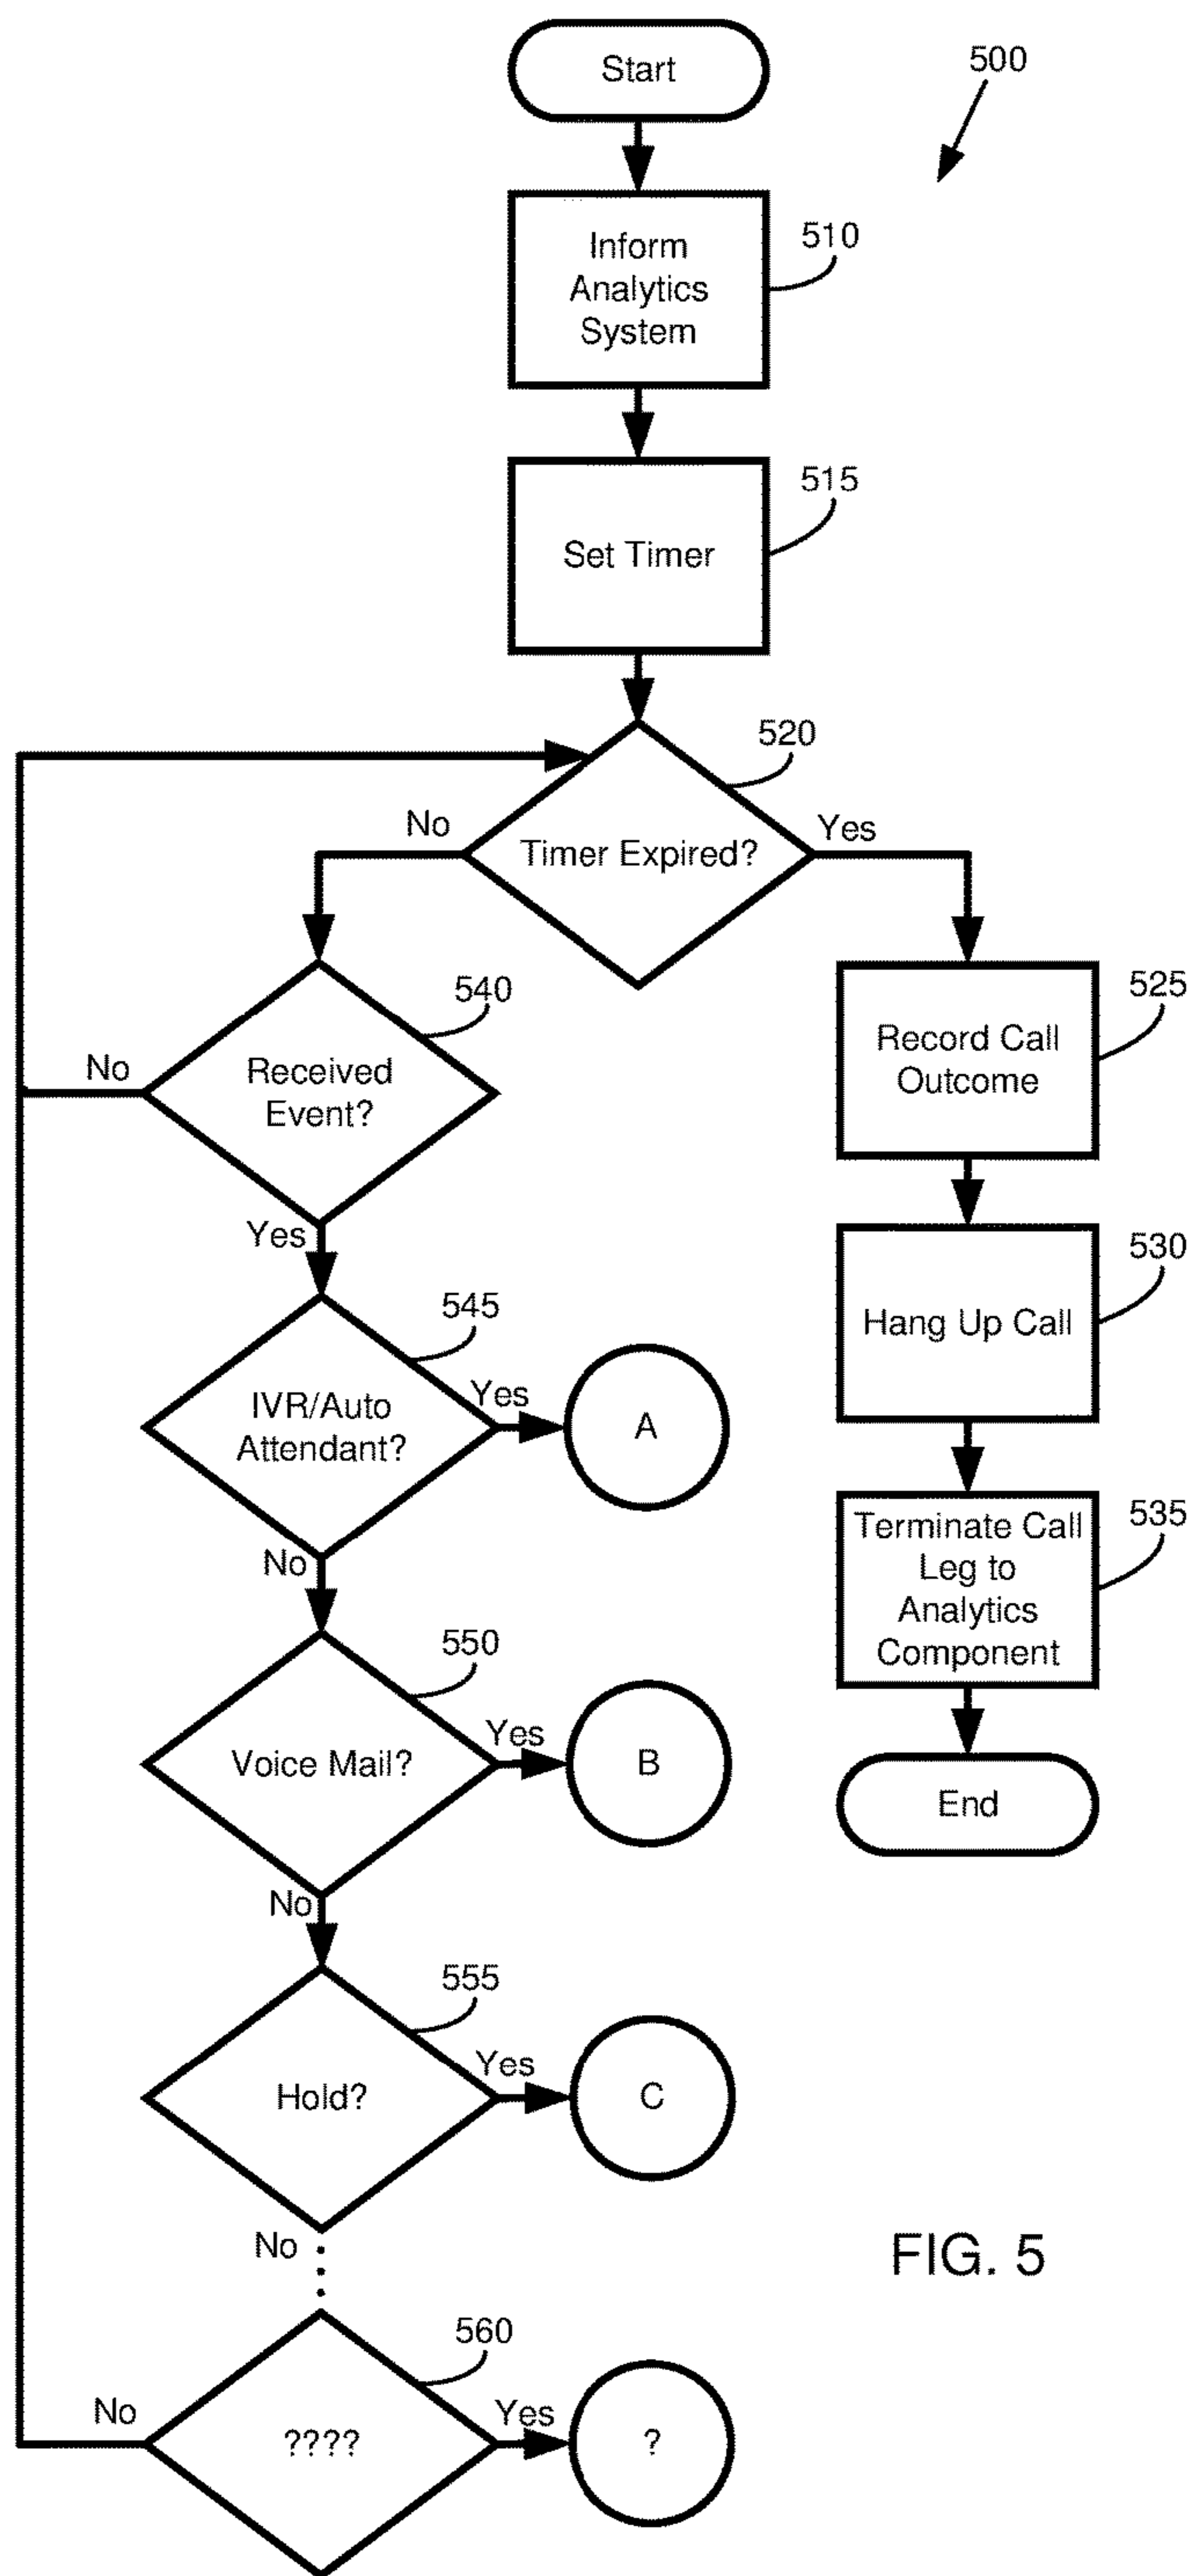 Start
500
Inform
Analytics
System
510
Set Timer
515
Timer Expired?
520
No
Yes
Received
Event?
540
No
Yes
Record Call
Outcome
525
Hang Up Call
530
IVR/Auto
Attendant?
545
Yes
A
No
Terminate Call
Leg to
Analytics
Component
535
Voice Mail?
550
Yes
B
No
End
Hold?
555
Yes
C
No
FIG. 5
????
560
No
Yes
?